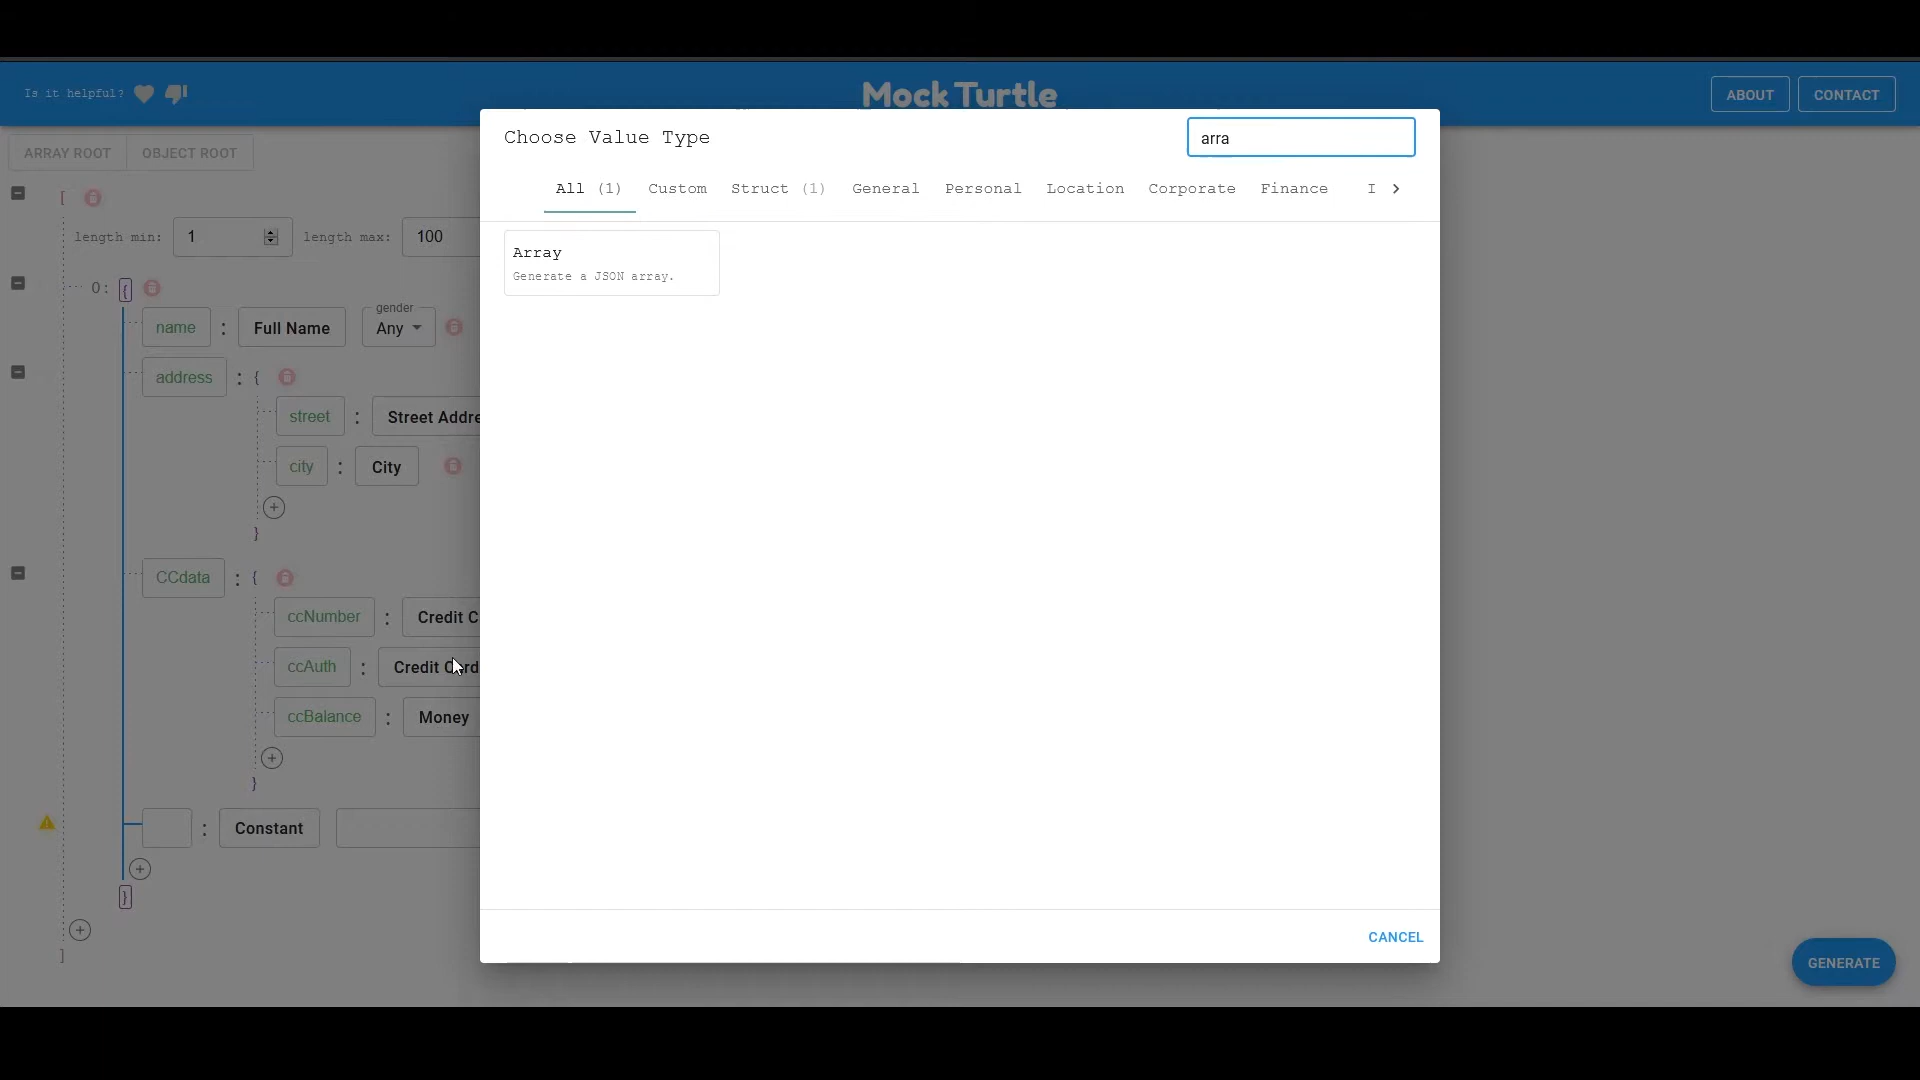 Is it helpful?
Mock Turtle
ABOUT
CONTACT
ARRAY ROOT
OBJECT ROOT
[
length min:
1
length max:
100
0:
{
name
:
Full Name
gender
Any
address
:
{
street
:
Street Addre
city
:
City
+
}
CCdata
:
{
ccNumber
:
Credit C
ccAuth
:
Credit Card
ccBalance
:
Money
+
}
:
Constant
+
}
+
]
Choose Value Type
arra
All (1)
Custom
Struct (1)
General
Personal
Location
Corporate
Finance
I
Array
Generate a JSON array.
CANCEL
GENERATE